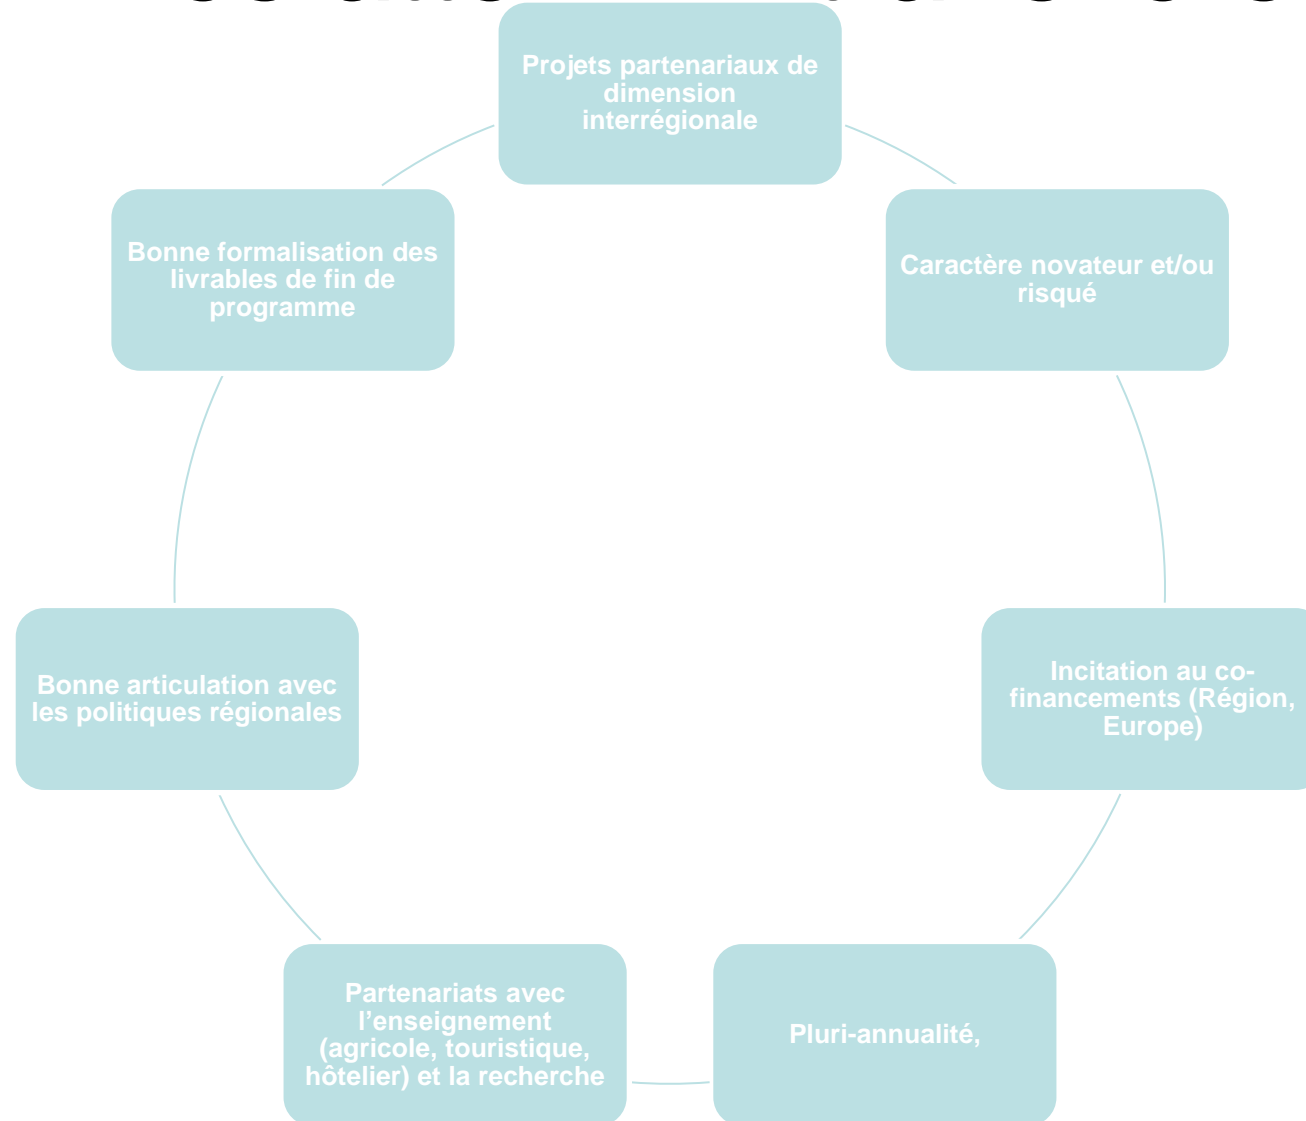 Projets partenariaux de
dimension
interrégionale
Caractère novateur et/ou
risqué
Incitation au co-
financements (Région,
Europe)
Pluri-annualité,
Partenariats avec
l’enseignement
(agricole, touristique,
hôtelier) et la recherche
Bonne articulation avec
les politiques régionales
Bonne formalisation des
livrables de fin de
programme